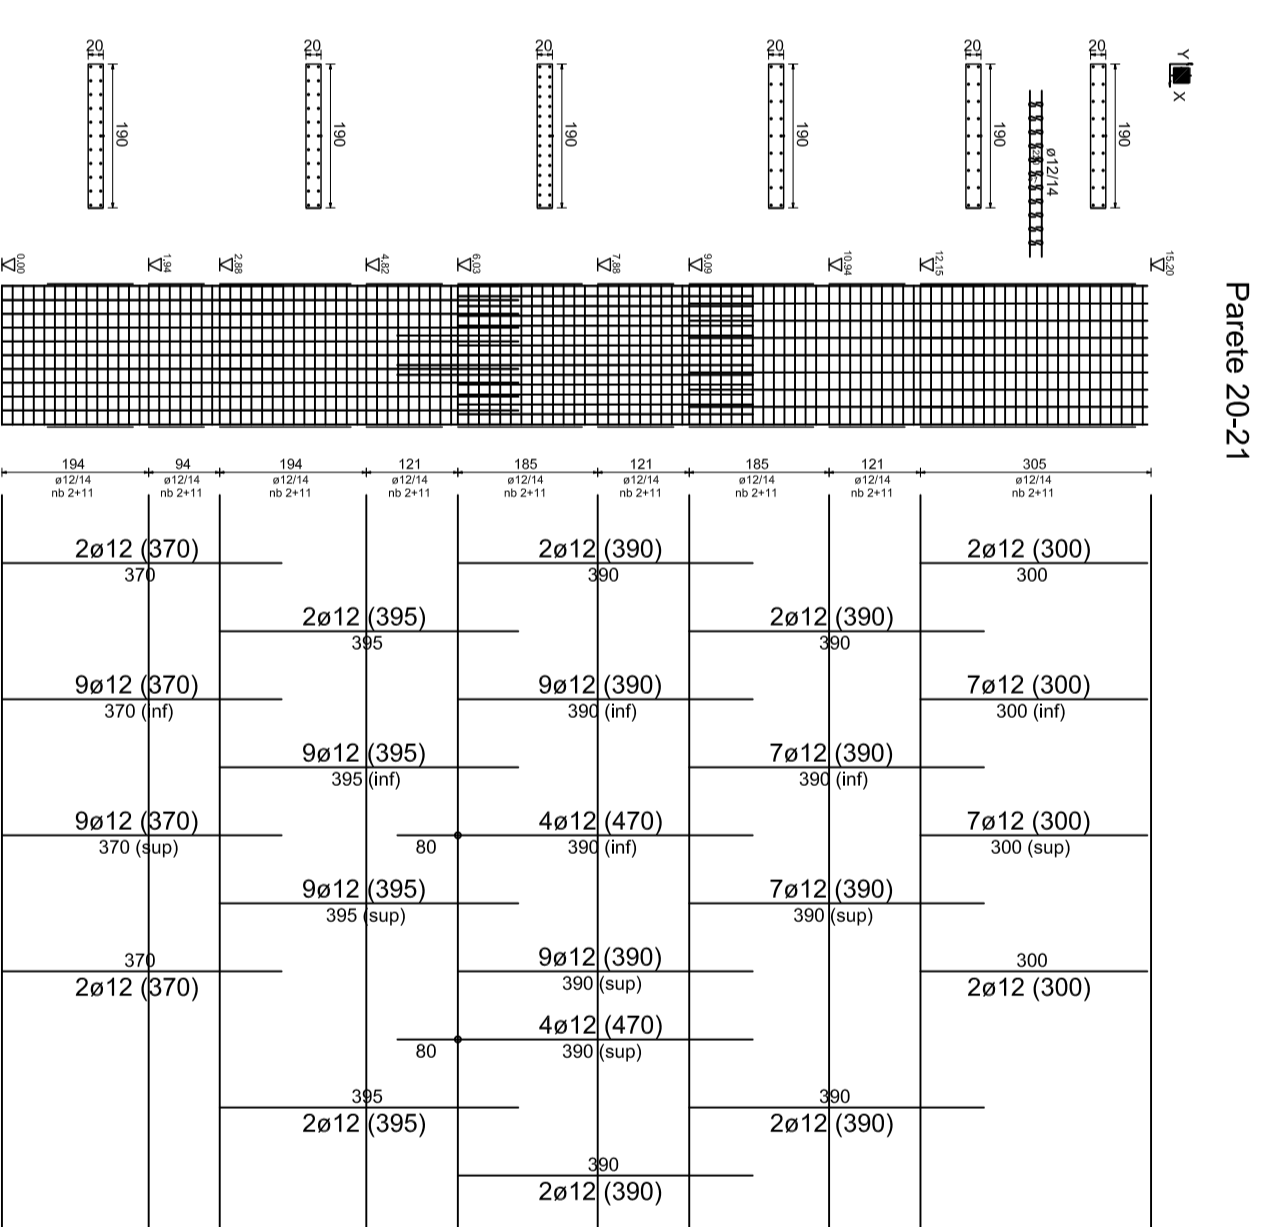 20
20
20
20
20
20
Y
X
190
190
190
190
190
190
ø12/14
0.00
1.94
2.88
4.82
6.03
7.88
9.09
10.94
12.15
15.20
Parete 20-21
194
94
194
121
185
121
185
121
305
ø12/14
ø12/14
ø12/14
ø12/14
ø12/14
ø12/14
ø12/14
ø12/14
ø12/14
nb 2+11
nb 2+11
nb 2+11
nb 2+11
nb 2+11
nb 2+11
nb 2+11
nb 2+11
nb 2+11
2ø12 (370)
370
2ø12 (390)
390
2ø12 (300)
300
2ø12 (395)
395
2ø12 (390)
390
9ø12 (370)
370 (inf)
9ø12 (390)
390 (inf)
7ø12 (300)
300 (inf)
9ø12 (395)
395 (inf)
7ø12 (390)
390 (inf)
9ø12 (370)
370 (sup)
80
4ø12 (470)
390 (inf)
7ø12 (300)
300 (sup)
9ø12 (395)
395 (sup)
7ø12 (390)
390 (sup)
370
2ø12 (370)
9ø12 (390)
390 (sup)
300
2ø12 (300)
80
4ø12 (470)
390 (sup)
395
2ø12 (395)
390
2ø12 (390)
390
2ø12 (390)